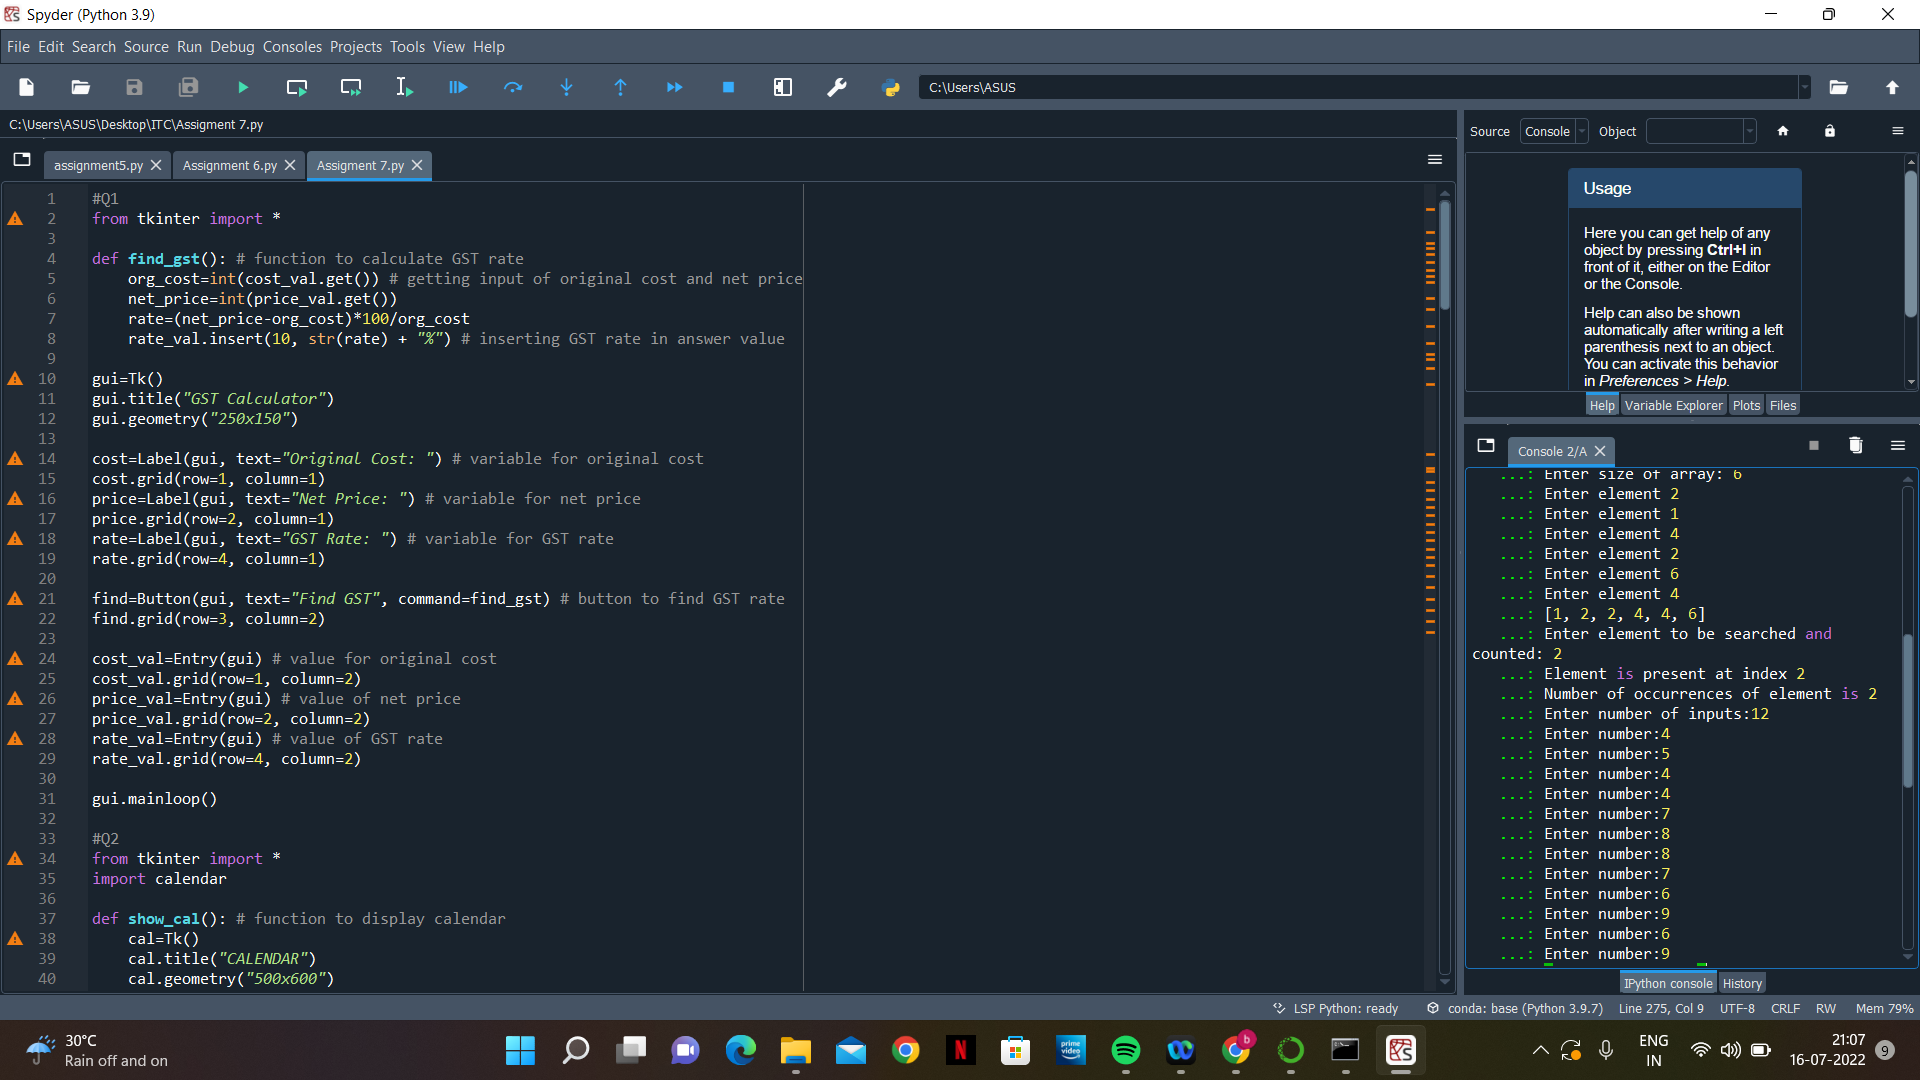 Spyder (Python 3.9)
File Edit Search Source Run Debug Consoles Projects Tools View Help
C:\Users\ASUS
C:\Users\ASUS\Desktop\ITC\Assigment 7.py
assignment5.py Assignment 6.py Assigment 7.py
1 #Q1
2 from tkinter import *
3
4 def find_gst(): # function to calculate GST rate
5 org_cost=int(cost_val.get()) # getting input of original cost and net price
6 net_price=int(price_val.get())
7 rate=(net_price-org_cost)*100/org_cost
8 rate_val.insert(10, str(rate) + "%") # inserting GST rate in answer value
9
10 gui=Tk()
11 gui.title("GST Calculator")
12 gui.geometry("250x150")
13
14 cost=Label(gui, text="Original Cost: ") # variable for original cost
15 cost.grid(row=1, column=1)
16 price=Label(gui, text="Net Price: ") # variable for net price
17 price.grid(row=2, column=1)
18 rate=Label(gui, text="GST Rate: ") # variable for GST rate
19 rate.grid(row=4, column=1)
20
21 find=Button(gui, text="Find GST", command=find_gst) # button to find GST rate
22 find.grid(row=3, column=2)
23
24 cost_val=Entry(gui) # value for original cost
25 cost_val.grid(row=1, column=2)
26 price_val=Entry(gui) # value of net price
27 price_val.grid(row=2, column=2)
28 rate_val=Entry(gui) # value of GST rate
29 rate_val.grid(row=4, column=2)
30
31 gui.mainloop()
32
33 #Q2
34 from tkinter import *
35 import calendar
36
37 def show_cal(): # function to display calendar
38 cal=Tk()
39 cal.title("CALENDAR")
40 cal.geometry("500x600")
Source Console Object
Usage
Here you can get help of any
object by pressing Ctrl+I in
front of it, either on the Editor
or the Console.
Help can also be shown
automatically after writing a left
parenthesis next to an object.
You can activate this behavior
in Preferences > Help.
Help Variable Explorer Plots Files
Console 2/A
...: Enter size of array: 6
...: Enter element 2
...: Enter element 1
...: Enter element 4
...: Enter element 2
...: Enter element 6
...: Enter element 4
...: [1, 2, 2, 4, 4, 6]
...: Enter element to be searched and
counted: 2
...: Element is present at index 2
...: Number of occurrences of element is 2
...: Enter number of inputs:12
...: Enter number:4
...: Enter number:5
...: Enter number:4
...: Enter number:4
...: Enter number:7
...: Enter number:8
...: Enter number:8
...: Enter number:7
...: Enter number:6
...: Enter number:9
...: Enter number:6
...: Enter number:9
IPython console History
LSP Python: ready conda: base (Python 3.9.7) Line 275, Col 9 UTF-8 CRLF RW Mem 79%
30°C
Rain off and on
N
prime
video
b
ENG
IN
21:07
16-07-2022
9